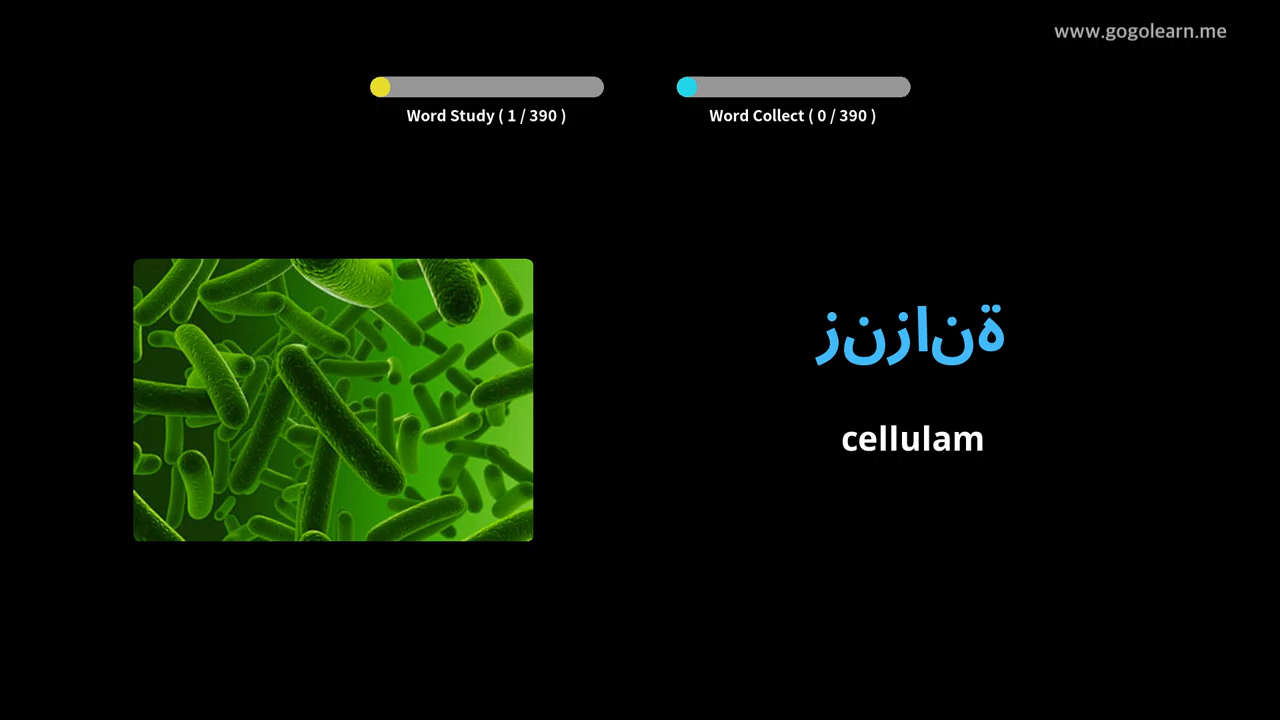 www.gogolearn.me
Word Study ( 1 / 390 )
Word Collect ( 0 / 390 )
زنزانة
cellulam